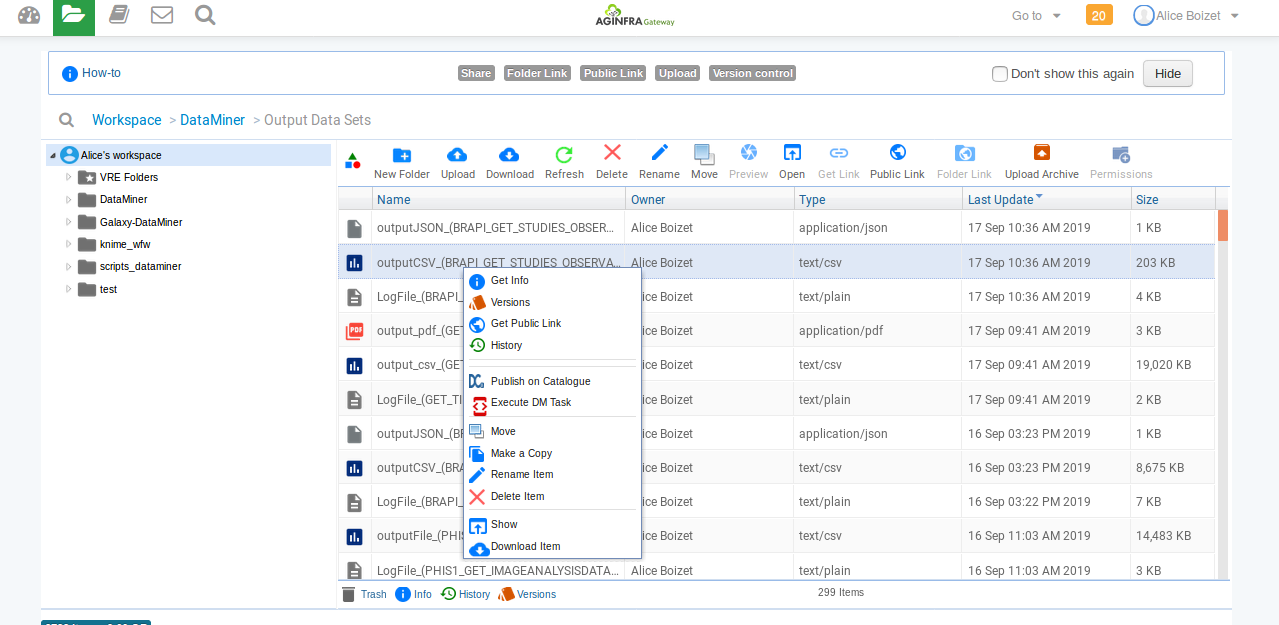 AGINFRA Gateway
Go to
20
Alice Boizet
How-to
Share Folder Link Public Link Upload Version control
Don't show this again
Hide
Workspace > DataMiner > Output Data Sets
Alice's workspace
VRE Folders
DataMiner
Galaxy-DataMiner
knime_wfw
scripts_dataminer
test
New Folder Upload Download Refresh Delete Rename Move Preview Open Get Link Public Link Folder Link Upload Archive Permissions
Name Owner Type Last Update Size
outputJSON_(BRAPI_GET_STUDIES_OBSER... Alice Boizet application/json 17 Sep 10:36 AM 2019 1 KB
outputCSV_(BRAPI_GET_STUDIES_OBSERVA... Alice Boizet text/csv 17 Sep 10:36 AM 2019 203 KB
LogFile_(BRAPI_ lice Boizet text/plain 17 Sep 10:36 AM 2019 4 KB
PDF output_pdf_(GE lice Boizet application/pdf 17 Sep 09:41 AM 2019 3 KB
output_csv_(GE lice Boizet text/csv 17 Sep 09:41 AM 2019 19,020 KB
LogFile_(GET_T lice Boizet text/plain 17 Sep 09:41 AM 2019 2 KB
outputJSON_(B lice Boizet application/json 16 Sep 03:23 PM 2019 1 KB
outputCSV_(BRA lice Boizet text/csv 16 Sep 03:23 PM 2019 8,675 KB
LogFile_(BRAPI_ lice Boizet text/plain 16 Sep 03:22 PM 2019 7 KB
outputFile_(PHIS lice Boizet text/csv 16 Sep 11:03 AM 2019 14,483 KB
LogFile_(PHIS1_GET_IMAGEANALYSISDATA... Alice Boizet text/plain 16 Sep 11:03 AM 2019 3 KB
Get Info
Versions
Get Public Link
History
Publish on Catalogue
Execute DM Task
Move
Make a Copy
Rename Item
Delete Item
Show
Download Item
Trash Info History Versions
299 Items